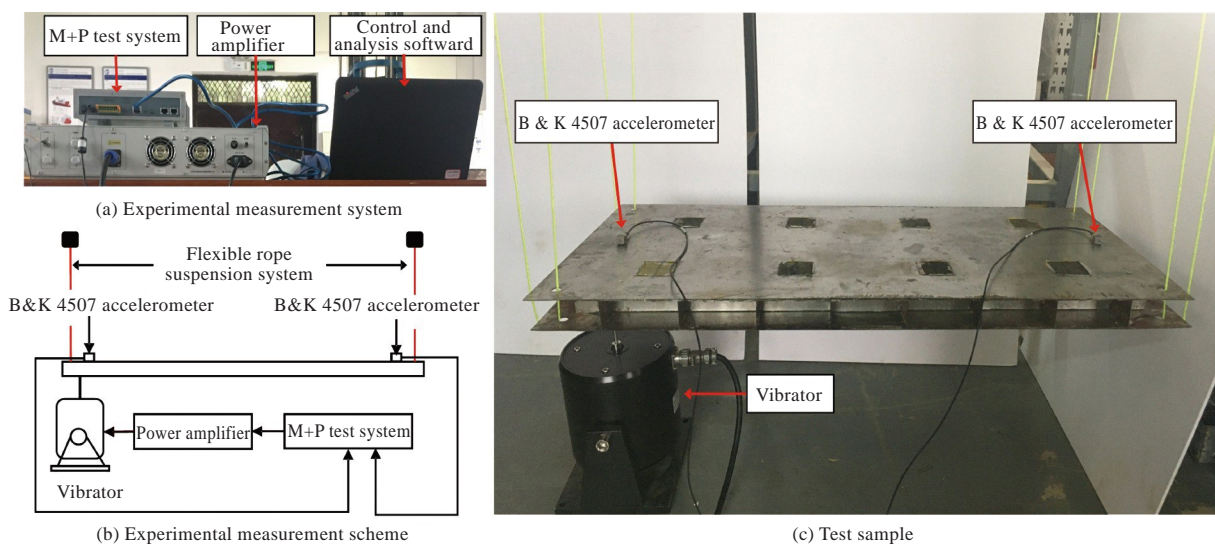 M+P test system
Power
amplifier
Control and
analysis softward
ThinkPad
(a) Experimental measurement system
Flexible rope
suspension system
B&K 4507 accelerometer
B&K 4507 accelerometer
Power amplifier
M+P test system
Vibrator
(b) Experimental measurement scheme
B & K 4507 accelerometer
B & K 4507 accelerometer
Vibrator
(c) Test sample